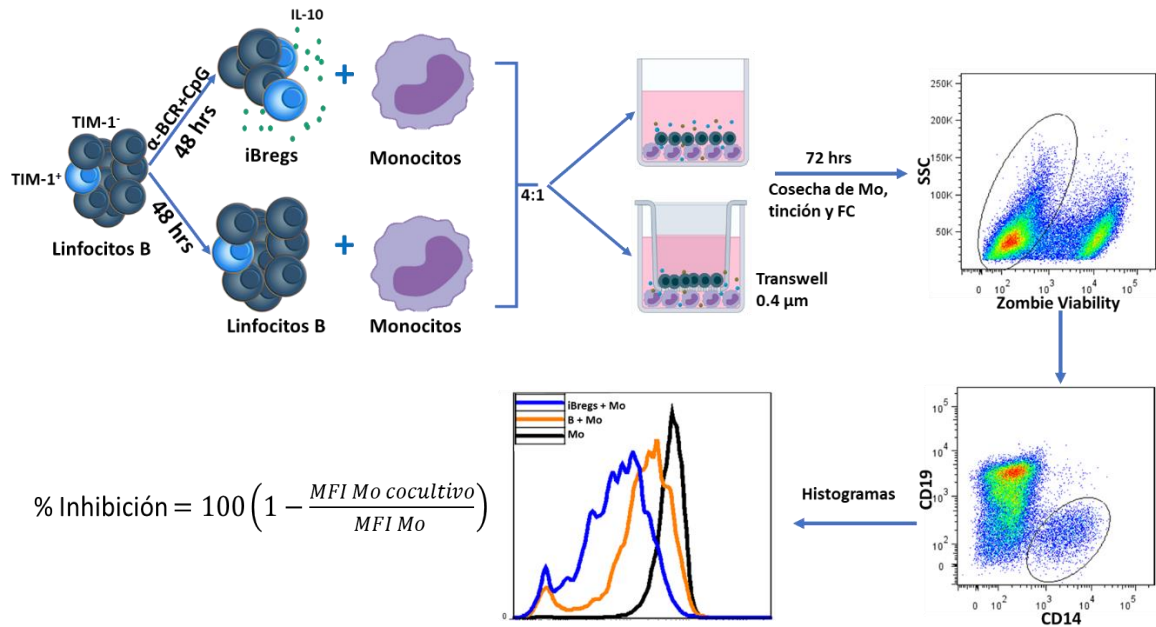 IL-10
TIM-1⁻
TIM-1⁺
Linfocitos B
α-BCR+CpG
48 hrs
iBregs
+
Monocitos
48 hrs
Linfocitos B
+
Monocitos
4:1
Transwell
0.4 µm
72 hrs
Cosecha de Mo,
tinción y FC
SSC
250K
200K
150K
100K
50K
0 10² 10³ 10⁴ 10⁵
Zombie Viability
CD19
10⁵
10⁴
10³
10²
0
0 10² 10³ 10⁴ 10⁵
CD14
Histogramas
iBregs + Mo
B + Mo
Mo
0
% Inhibición = 100 (1 − MFI Mo cocultivo / MFI Mo)